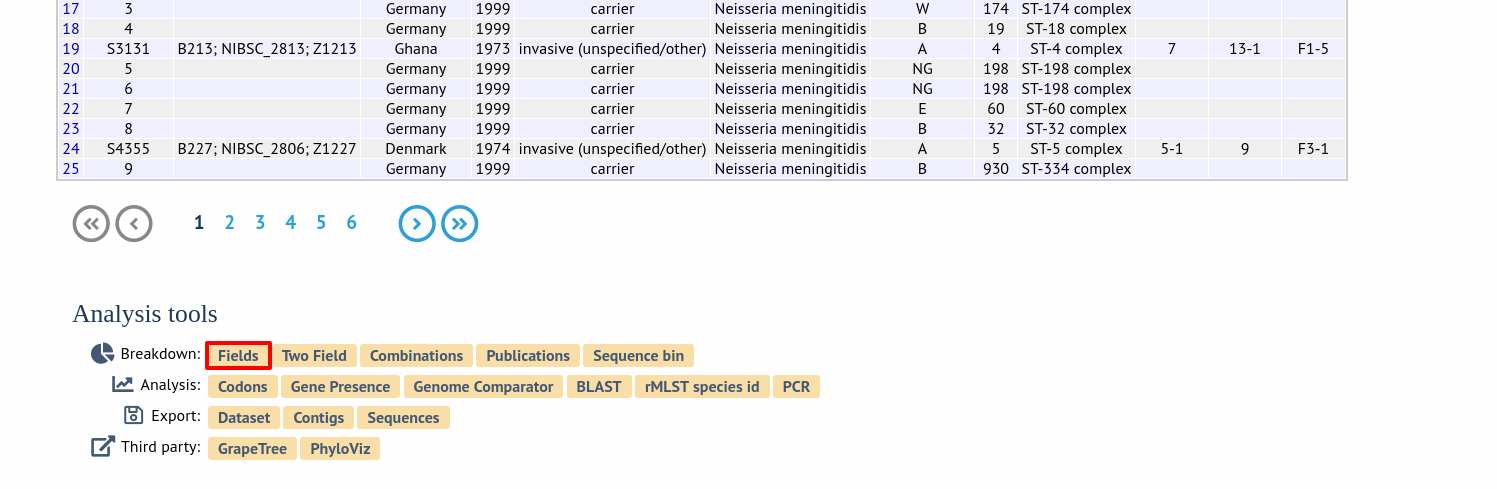 17 3 Germany 1999 carrier Neisseria meningitidis W 174 ST-174 complex
18 4 Germany 1999 carrier Neisseria meningitidis B 19 ST-18 complex
19 S3131 B213; NIBSC_2813; Z1213 Ghana 1973 invasive (unspecified/other) Neisseria meningitidis A 4 ST-4 complex 7 13-1 F1-5
20 5 Germany 1999 carrier Neisseria meningitidis NG 198 ST-198 complex
21 6 Germany 1999 carrier Neisseria meningitidis NG 198 ST-198 complex
22 7 Germany 1999 carrier Neisseria meningitidis E 60 ST-60 complex
23 8 Germany 1999 carrier Neisseria meningitidis B 32 ST-32 complex
24 S4355 B227; NIBSC_2806; Z1227 Denmark 1974 invasive (unspecified/other) Neisseria meningitidis A 5 ST-5 complex 5-1 9 F3-1
25 9 Germany 1999 carrier Neisseria meningitidis B 930 ST-334 complex
1 2 3 4 5 6
Analysis tools
Breakdown: Fields Two Field Combinations Publications Sequence bin
Analysis: Codons Gene Presence Genome Comparator BLAST rMLST species id PCR
Export: Dataset Contigs Sequences
Third party: GrapeTree PhyloViz